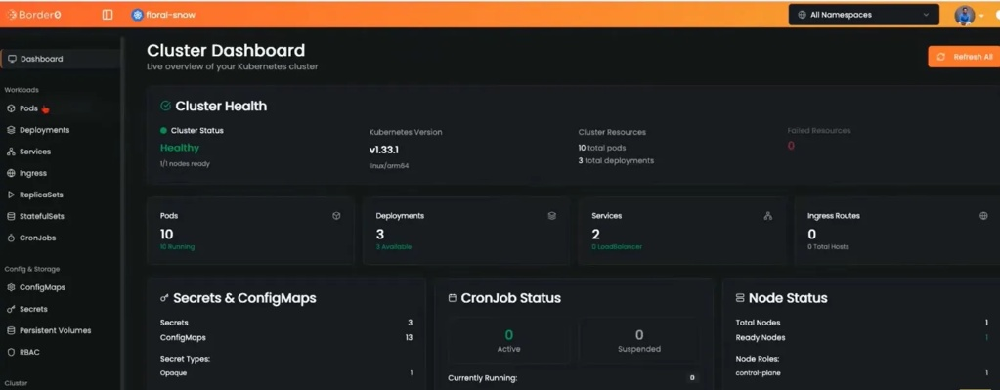 Border0
floral-snow
All Namespaces
Dashboard
Workloads
Pods
Deployments
Services
Ingress
ReplicaSets
StatefulSets
CronJobs
Config & Storage
ConfigMaps
Secrets
Persistent Volumes
RBAC
Cluster
Cluster Dashboard
Live overview of your Kubernetes cluster
Refresh All
Cluster Health
Cluster Status
Healthy
1/1 nodes ready
Kubernetes Version
v1.33.1
linux/arm64
Cluster Resources
10 total pods
3 total deployments
Failed Resources
0
Pods
10
10 Running
Deployments
3
3 Available
Services
2
0 LoadBalancer
Ingress Routes
0
0 Total Hosts
Secrets & ConfigMaps
Secrets 3
ConfigMaps 13
Secret Types:
Opaque 1
CronJob Status
0
Active
0
Suspended
Currently Running: 0
Node Status
Total Nodes 1
Ready Nodes 1
Node Roles:
control-plane 1